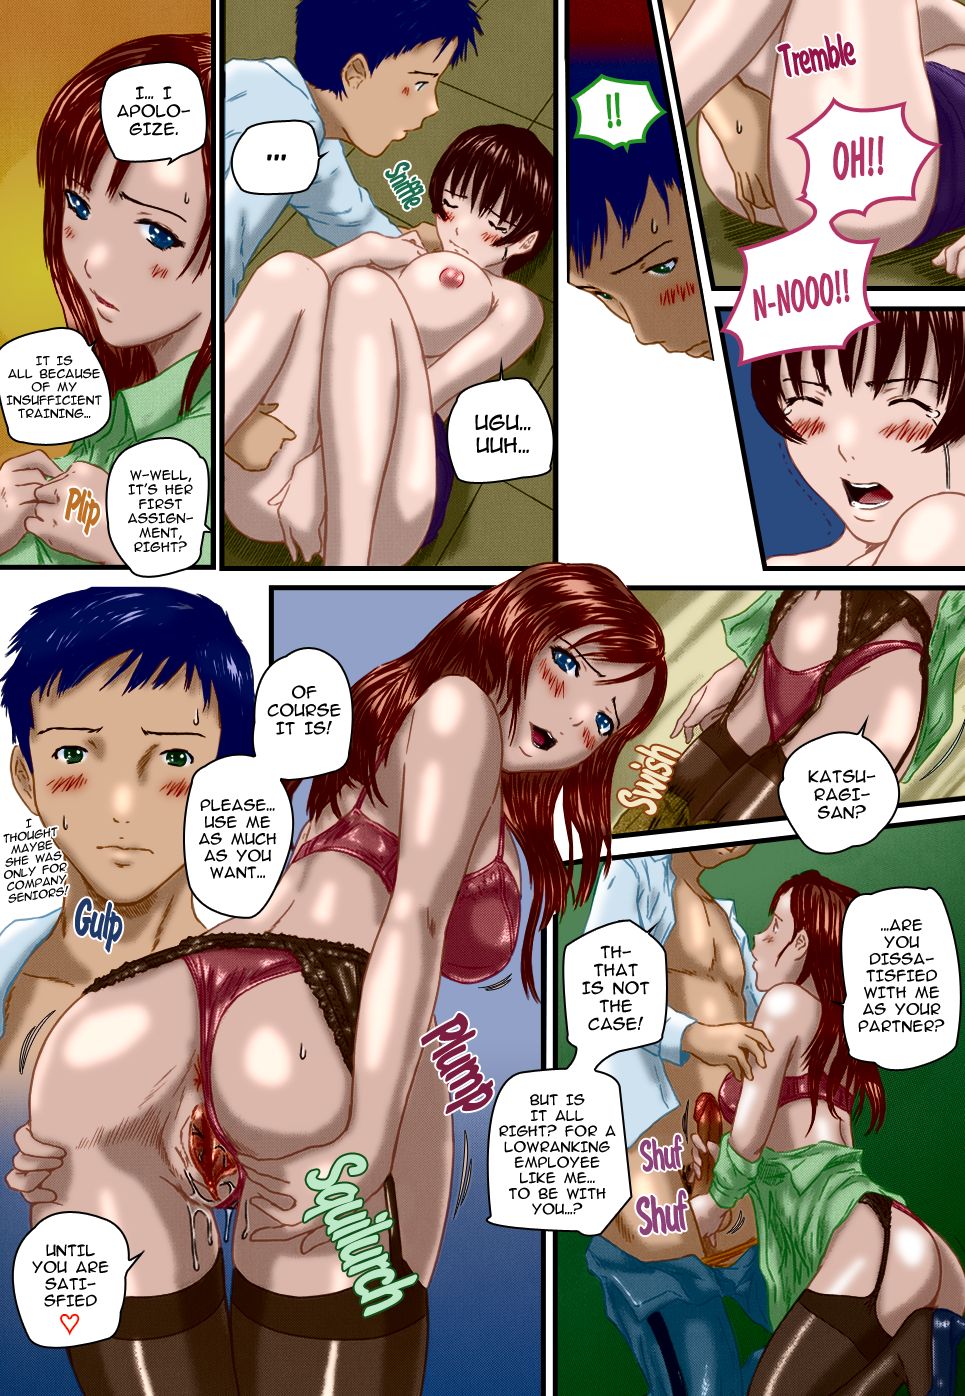 Tremble
OH!!
N-NOOO!!
!!
...
Sniffle
UGU...
UUH...
I... I
APOLO-
GIZE.
IT IS
ALL BECAUSE
OF MY
INSUFFICIENT
TRAINING...
Plip
W-WELL,
IT'S HER
FIRST
ASSIGN-
MENT,
RIGHT?
Swish
KATSU-
RAGI-
SAN?
...ARE
YOU
DISSA-
TISFIED
WITH ME
AS YOUR
PARTNER?
TH-
THAT
IS NOT
THE
CASE!
BUT IS
IT ALL
RIGHT? FOR A
LOWRANKING
EMPLOYEE
LIKE ME...
TO BE WITH
YOU...?
Shuf
Shuf
OF
COURSE
IT IS!
PLEASE...
USE ME
AS MUCH
AS YOU
WANT...
I
THOUGHT
MAYBE
SHE WAS
ONLY FOR
COMPANY
SENIORS!
Gulp
Plump
Squilurch
UNTIL
YOU ARE
SATI-
SFIED
♡